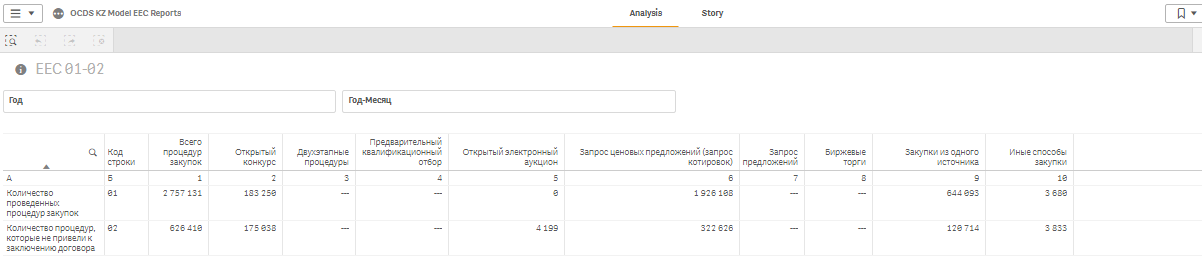 OCDS KZ Model EEC Reports
Analysis
Story
EEC 01-02
Год
Год-Месяц
Код строки
Всего процедур закупок
Открытый конкурс
Двухэтапные процедуры
Предварительный квалификационный отбор
Открытый электронный аукцион
Запрос ценовых предложений (запрос котировок)
Запрос предложений
Биржевые торги
Закупки из одного источника
Иные способы закупки
А Б 1 2 3 4 5 6 7 8 9 10
Количество проведенных процедур закупок 01 2 757 131 183 250 --- --- 0 1 926 108 --- --- 644 093 3 680
Количество процедур, которые не привели к заключению договора 02 626 410 175 038 --- --- 4 199 322 626 --- --- 120 714 3 833